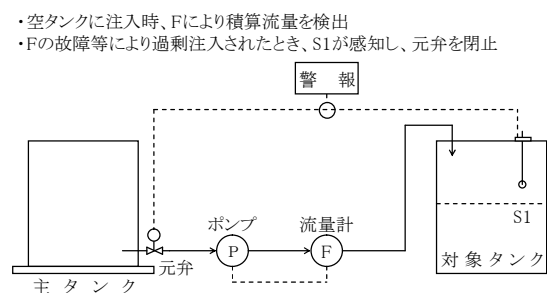 ・空タンクに注入時、Fにより積算流量を検出
・Fの故障等により過剰注入されたとき、S1が感知し、元弁を閉止
警 報
ポンプ
流量計
S1
P
F
元弁
対象タンク
主タンク